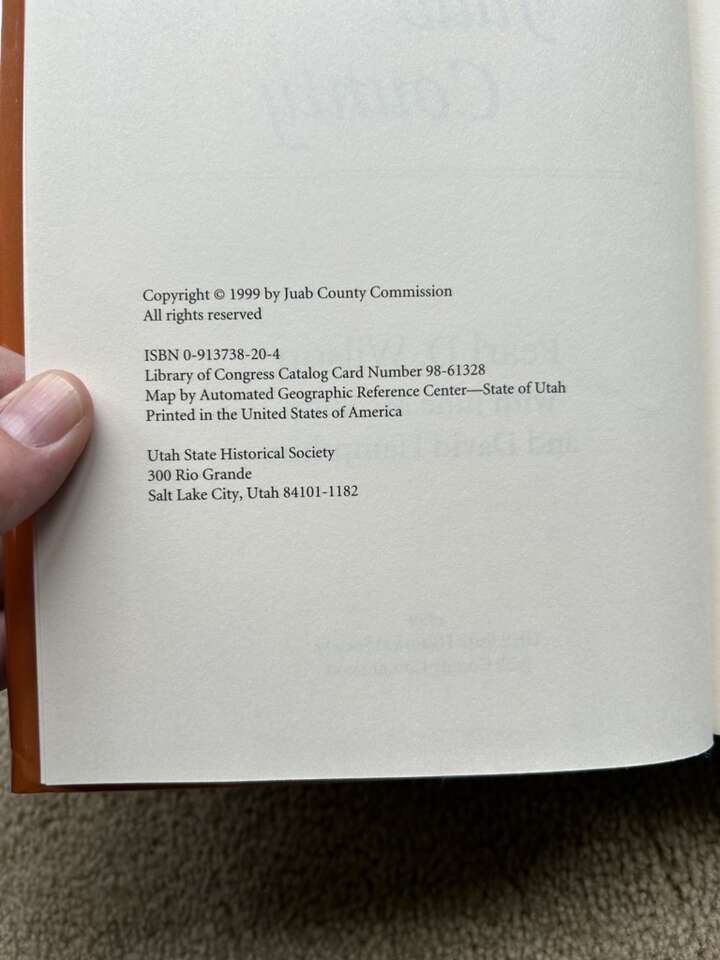 County
Copyright © 1999 by Juab County Commission
All rights reserved
ISBN 0-913738-20-4
Library of Congress Catalog Card Number 98-61328
Map by Automated Geographic Reference Center—State of Utah
Printed in the United States of America
Utah State Historical Society
300 Rio Grande
Salt Lake City, Utah 84101-1182